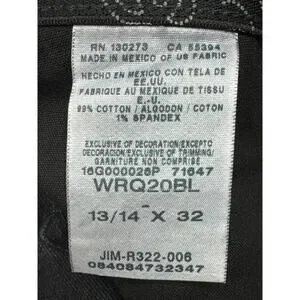 RN 130273 CA 55394
MADE IN MEXICO OF US FABRIC
HECHO EN MEXICO CON TELA DE
EE.UU.
FABRIQUE AU MEXIQUE DE TISSU
E.-U.
99% COTTON / ALGODON / COTON
1% SPANDEX
EXCLUSIVE OF DECORATION/EXCEPTO
DECORACION/EXCLUSIVE OF TRIMMING/
GARNITURE NON COMPRISE
16G000026P 71647
WRQ20BL
13/14 X 32
JIM-R322-006
084084732347